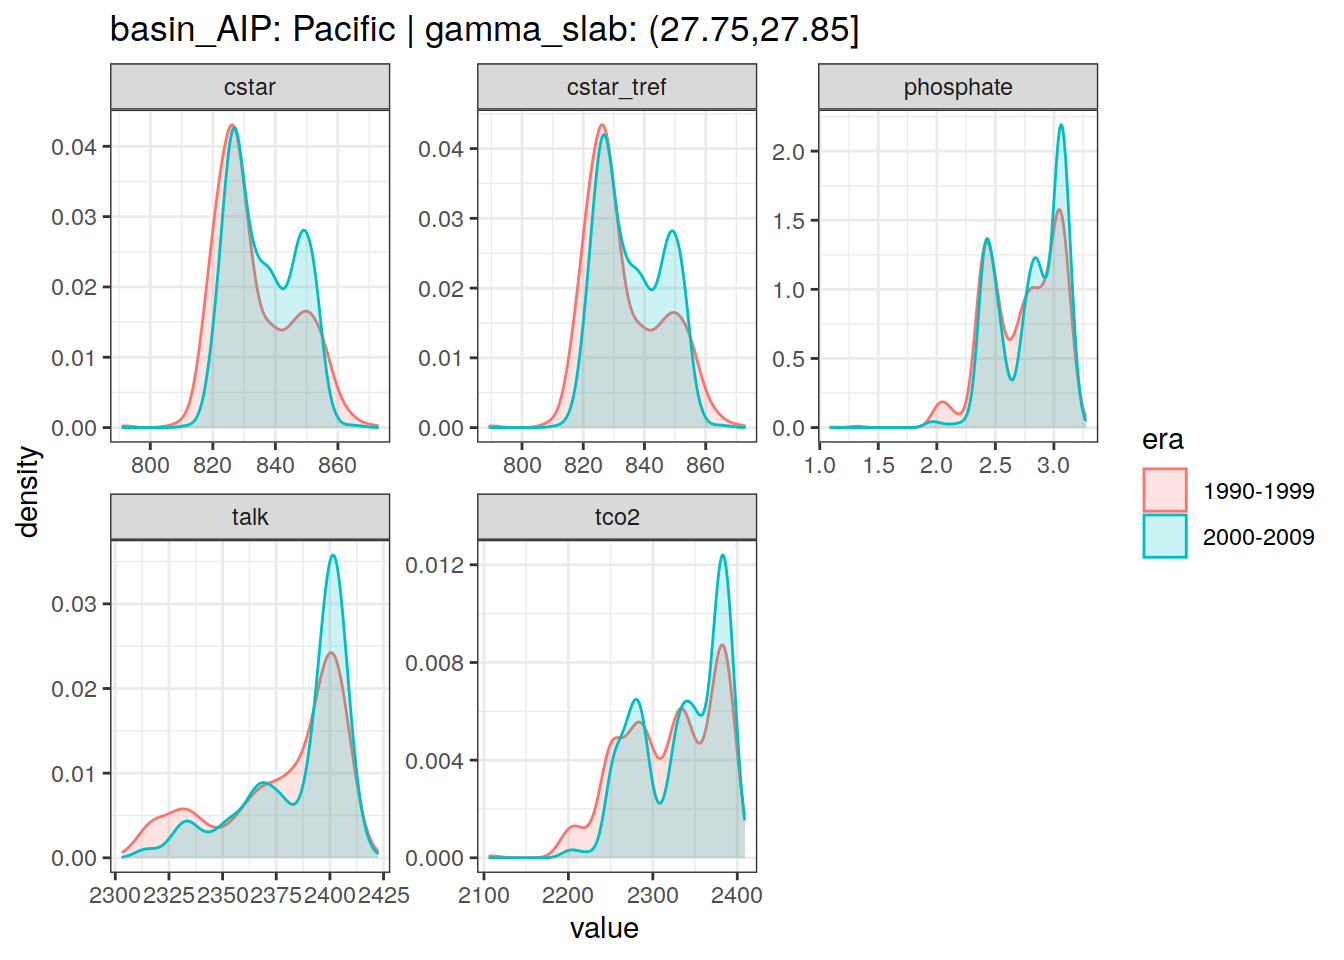 basin_AIP: Pacific | gamma_slab: (27.75,27.85]
cstar
cstar_tref
phosphate
0.04
0.03
0.02
0.01
0.00
800 820 840 860
0.04
0.03
0.02
0.01
0.00
800 820 840 860
2.0
1.5
1.0
0.5
0.0
1.0 1.5 2.0 2.5 3.0
density
talk
tco2
0.03
0.02
0.01
0.00
2300 2325 2350 2375 2400 2425
0.012
0.008
0.004
0.000
2100 2200 2300 2400
value
era
1990-1999
2000-2009